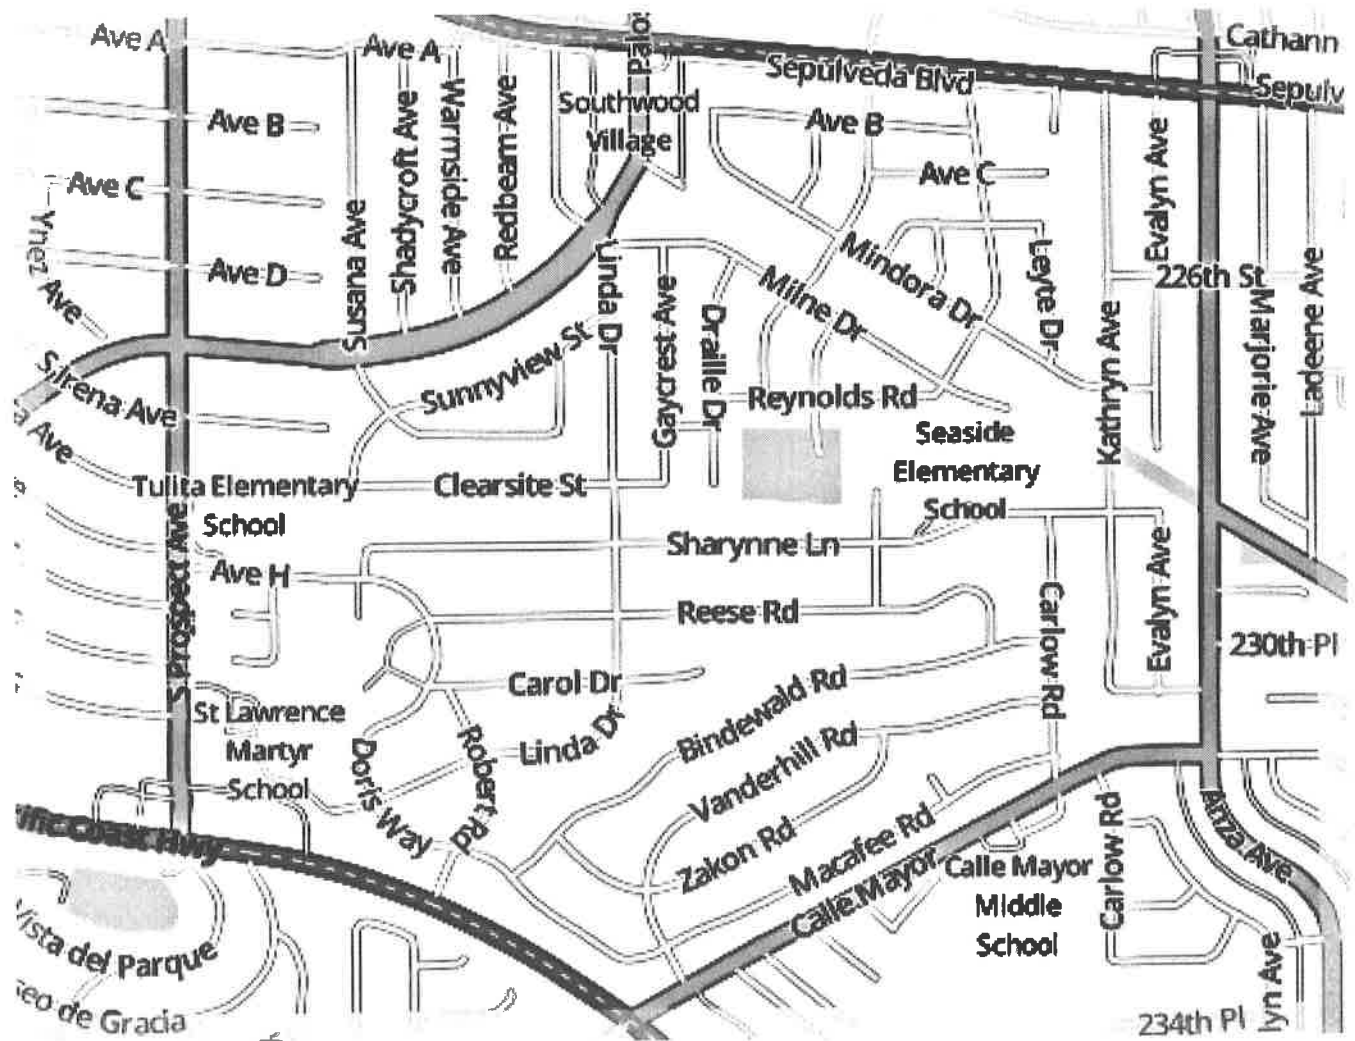 Ave A
Ave A
Sepulveda Blvd
Cathann
Sepulv
Ave B
Southwood
Village
Ave B
Shadycroft Ave
Warmside Ave
Redbeam Ave
Evalyn Ave
Ave C
Ave C
Ynez Ave
Susana Ave
Ave D
Linda Dr
Mindora Dr
Milne Dr
Leyte Dr
226th St
Marjorie Ave
Ladeene Ave
Gaycrest Ave
Draille Dr
Kathryn Ave
Sunnyview St
Sirena Ave
Reynolds Rd
Ave
Seaside
Elementary
School
Tulita Elementary
School
Clearsite St
S Prospect Ave
Sharynne Ln
Ave H
Reese Rd
Carlow Rd
Evalyn Ave
230th Pl
Carol Dr
Bindewald Rd
St Lawrence
Martyr
School
Linda Dr
Doris Way
Robert Rd
Vanderhill Rd
Zakon Rd
Macafee Rd
Calle Mayor
Calle Mayor
Middle
School
Carlow Rd
Anza Ave
ific Coast Hwy
Vista del Parque
seo de Gracia
234th Pl
lyn Ave